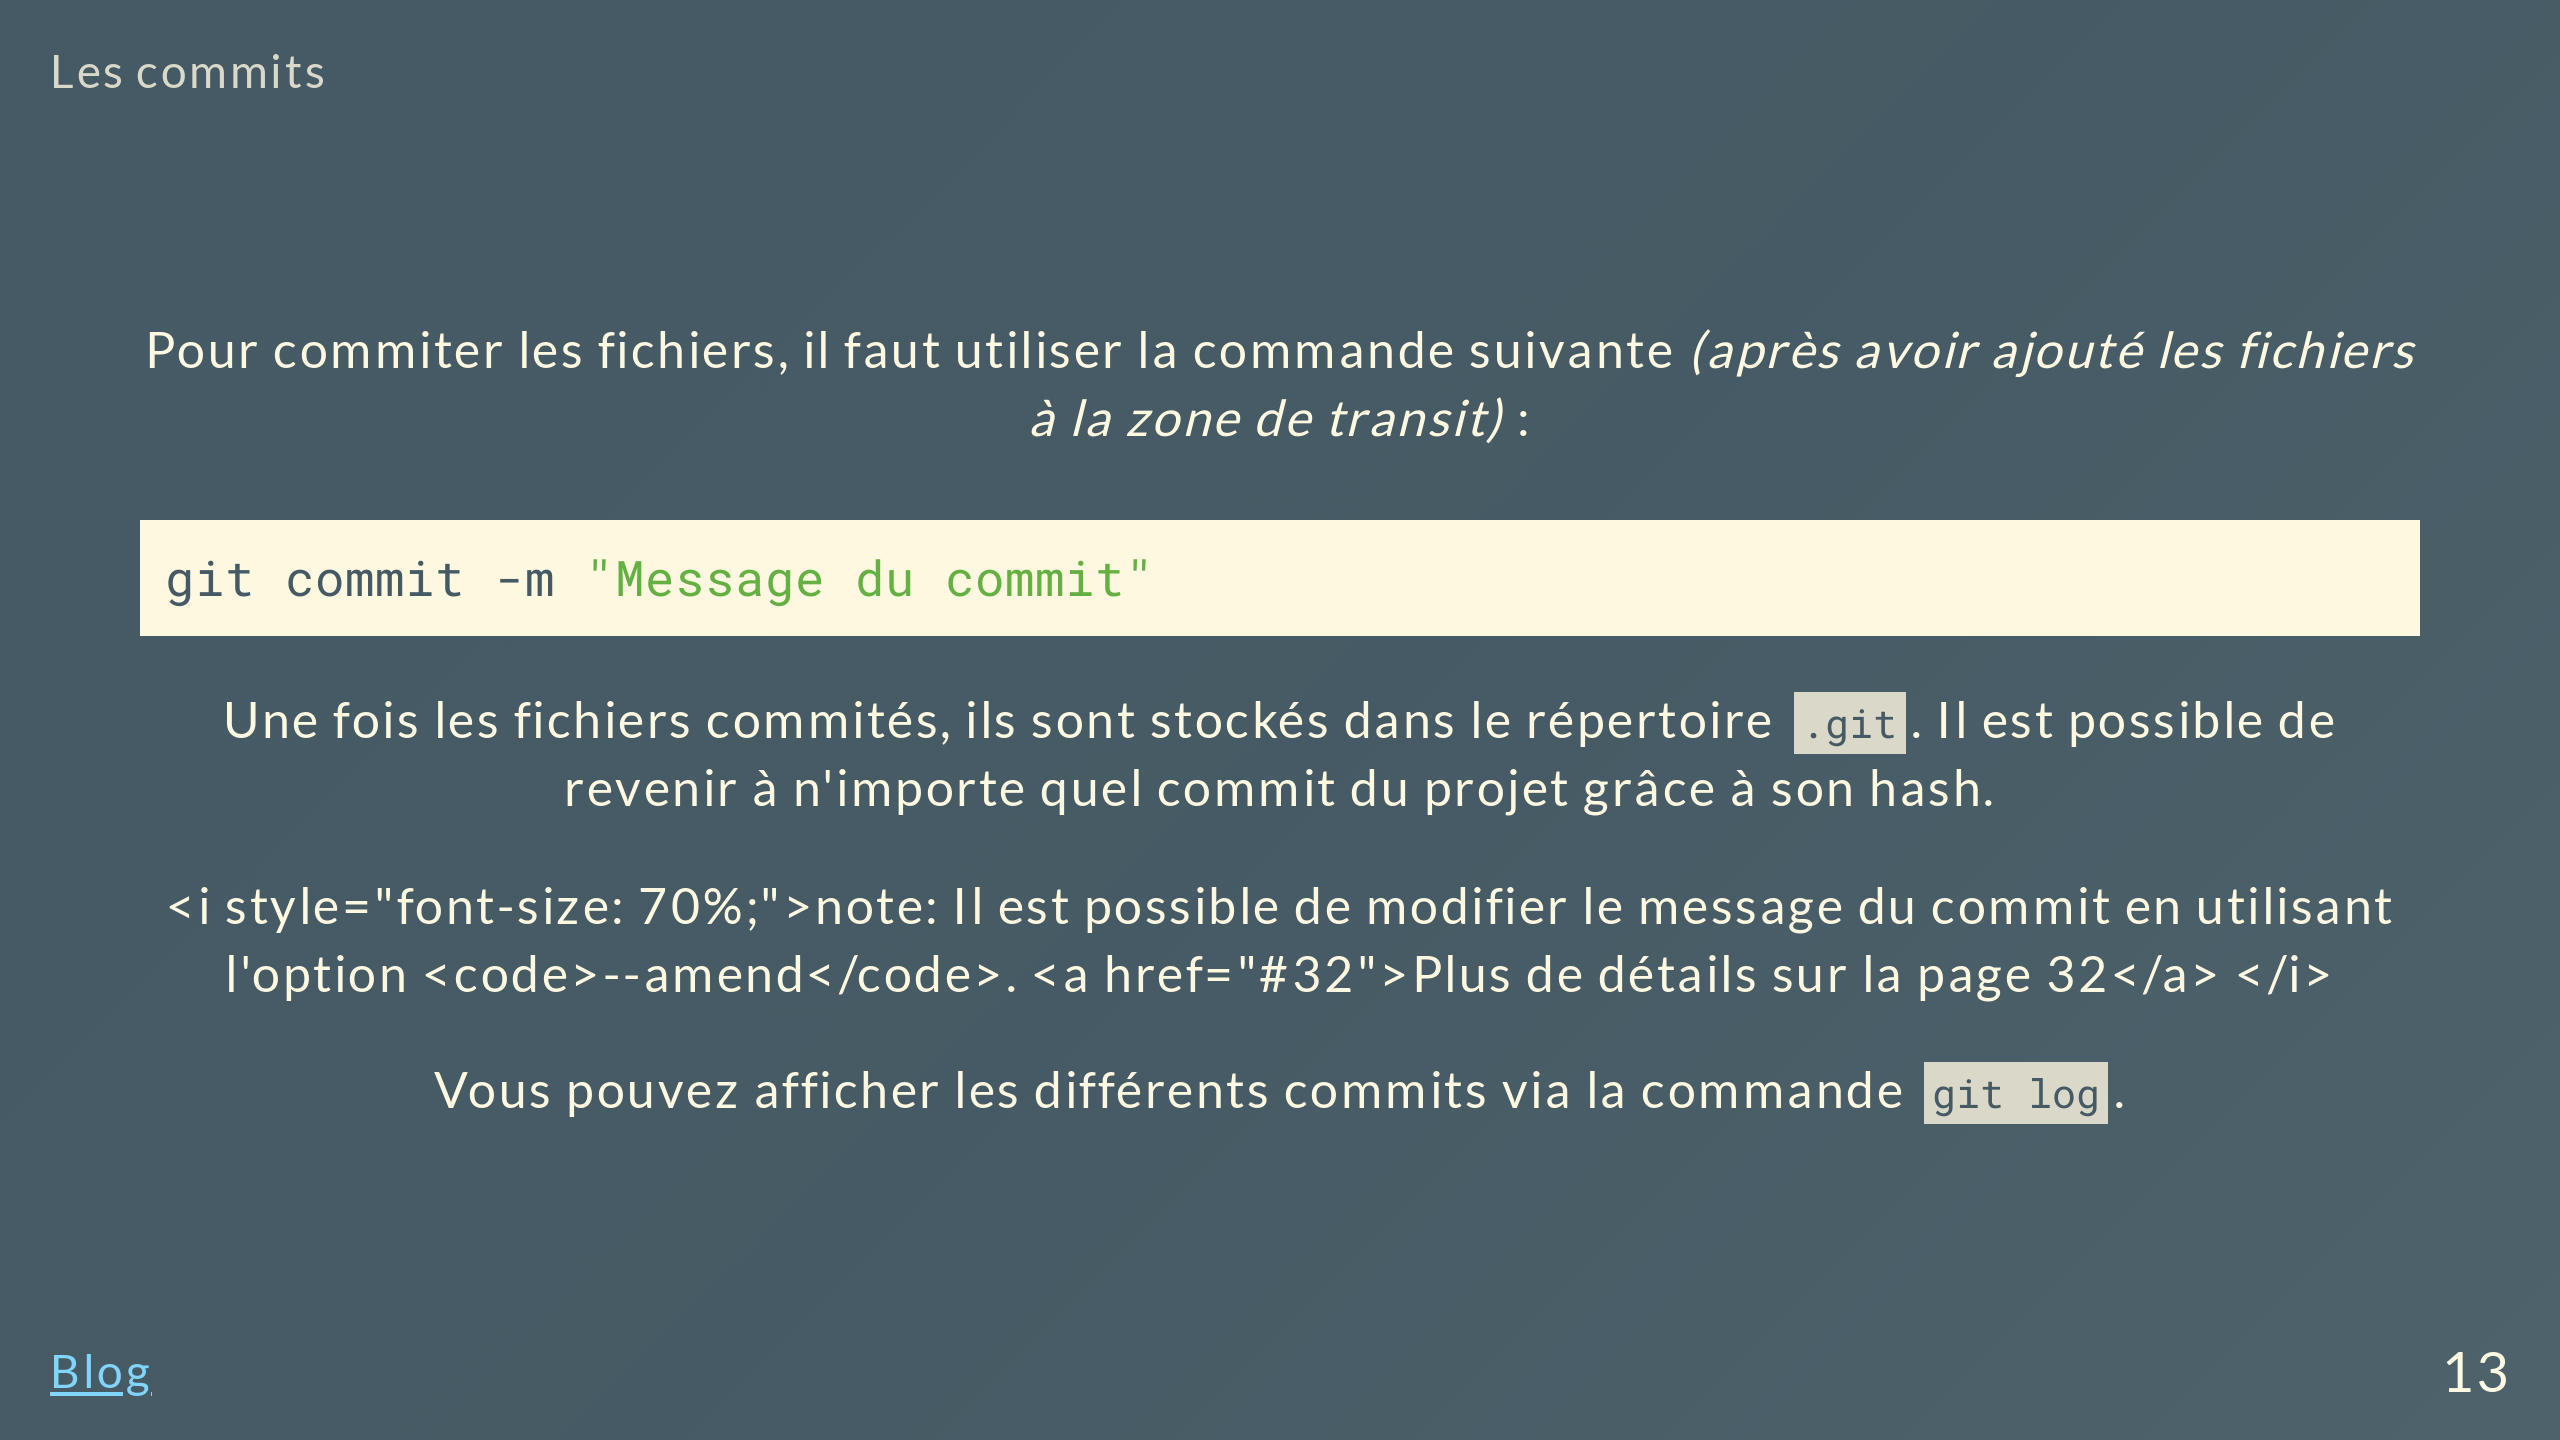 Les commits
Pour commiter les fichiers, il faut utiliser la commande suivante (après avoir ajouté les fichiers
à la zone de transit) :
git commit -m "Message du commit"
Une fois les fichiers commités, ils sont stockés dans le répertoire .git. Il est possible de
revenir à n'importe quel commit du projet grâce à son hash.
<i style="font-size: 70%;">note: Il est possible de modifier le message du commit en utilisant
l'option <code>--amend</code>. <a href="#32">Plus de détails sur la page 32</a> </i>
Vous pouvez afficher les différents commits via la commande git log.
Blog
13